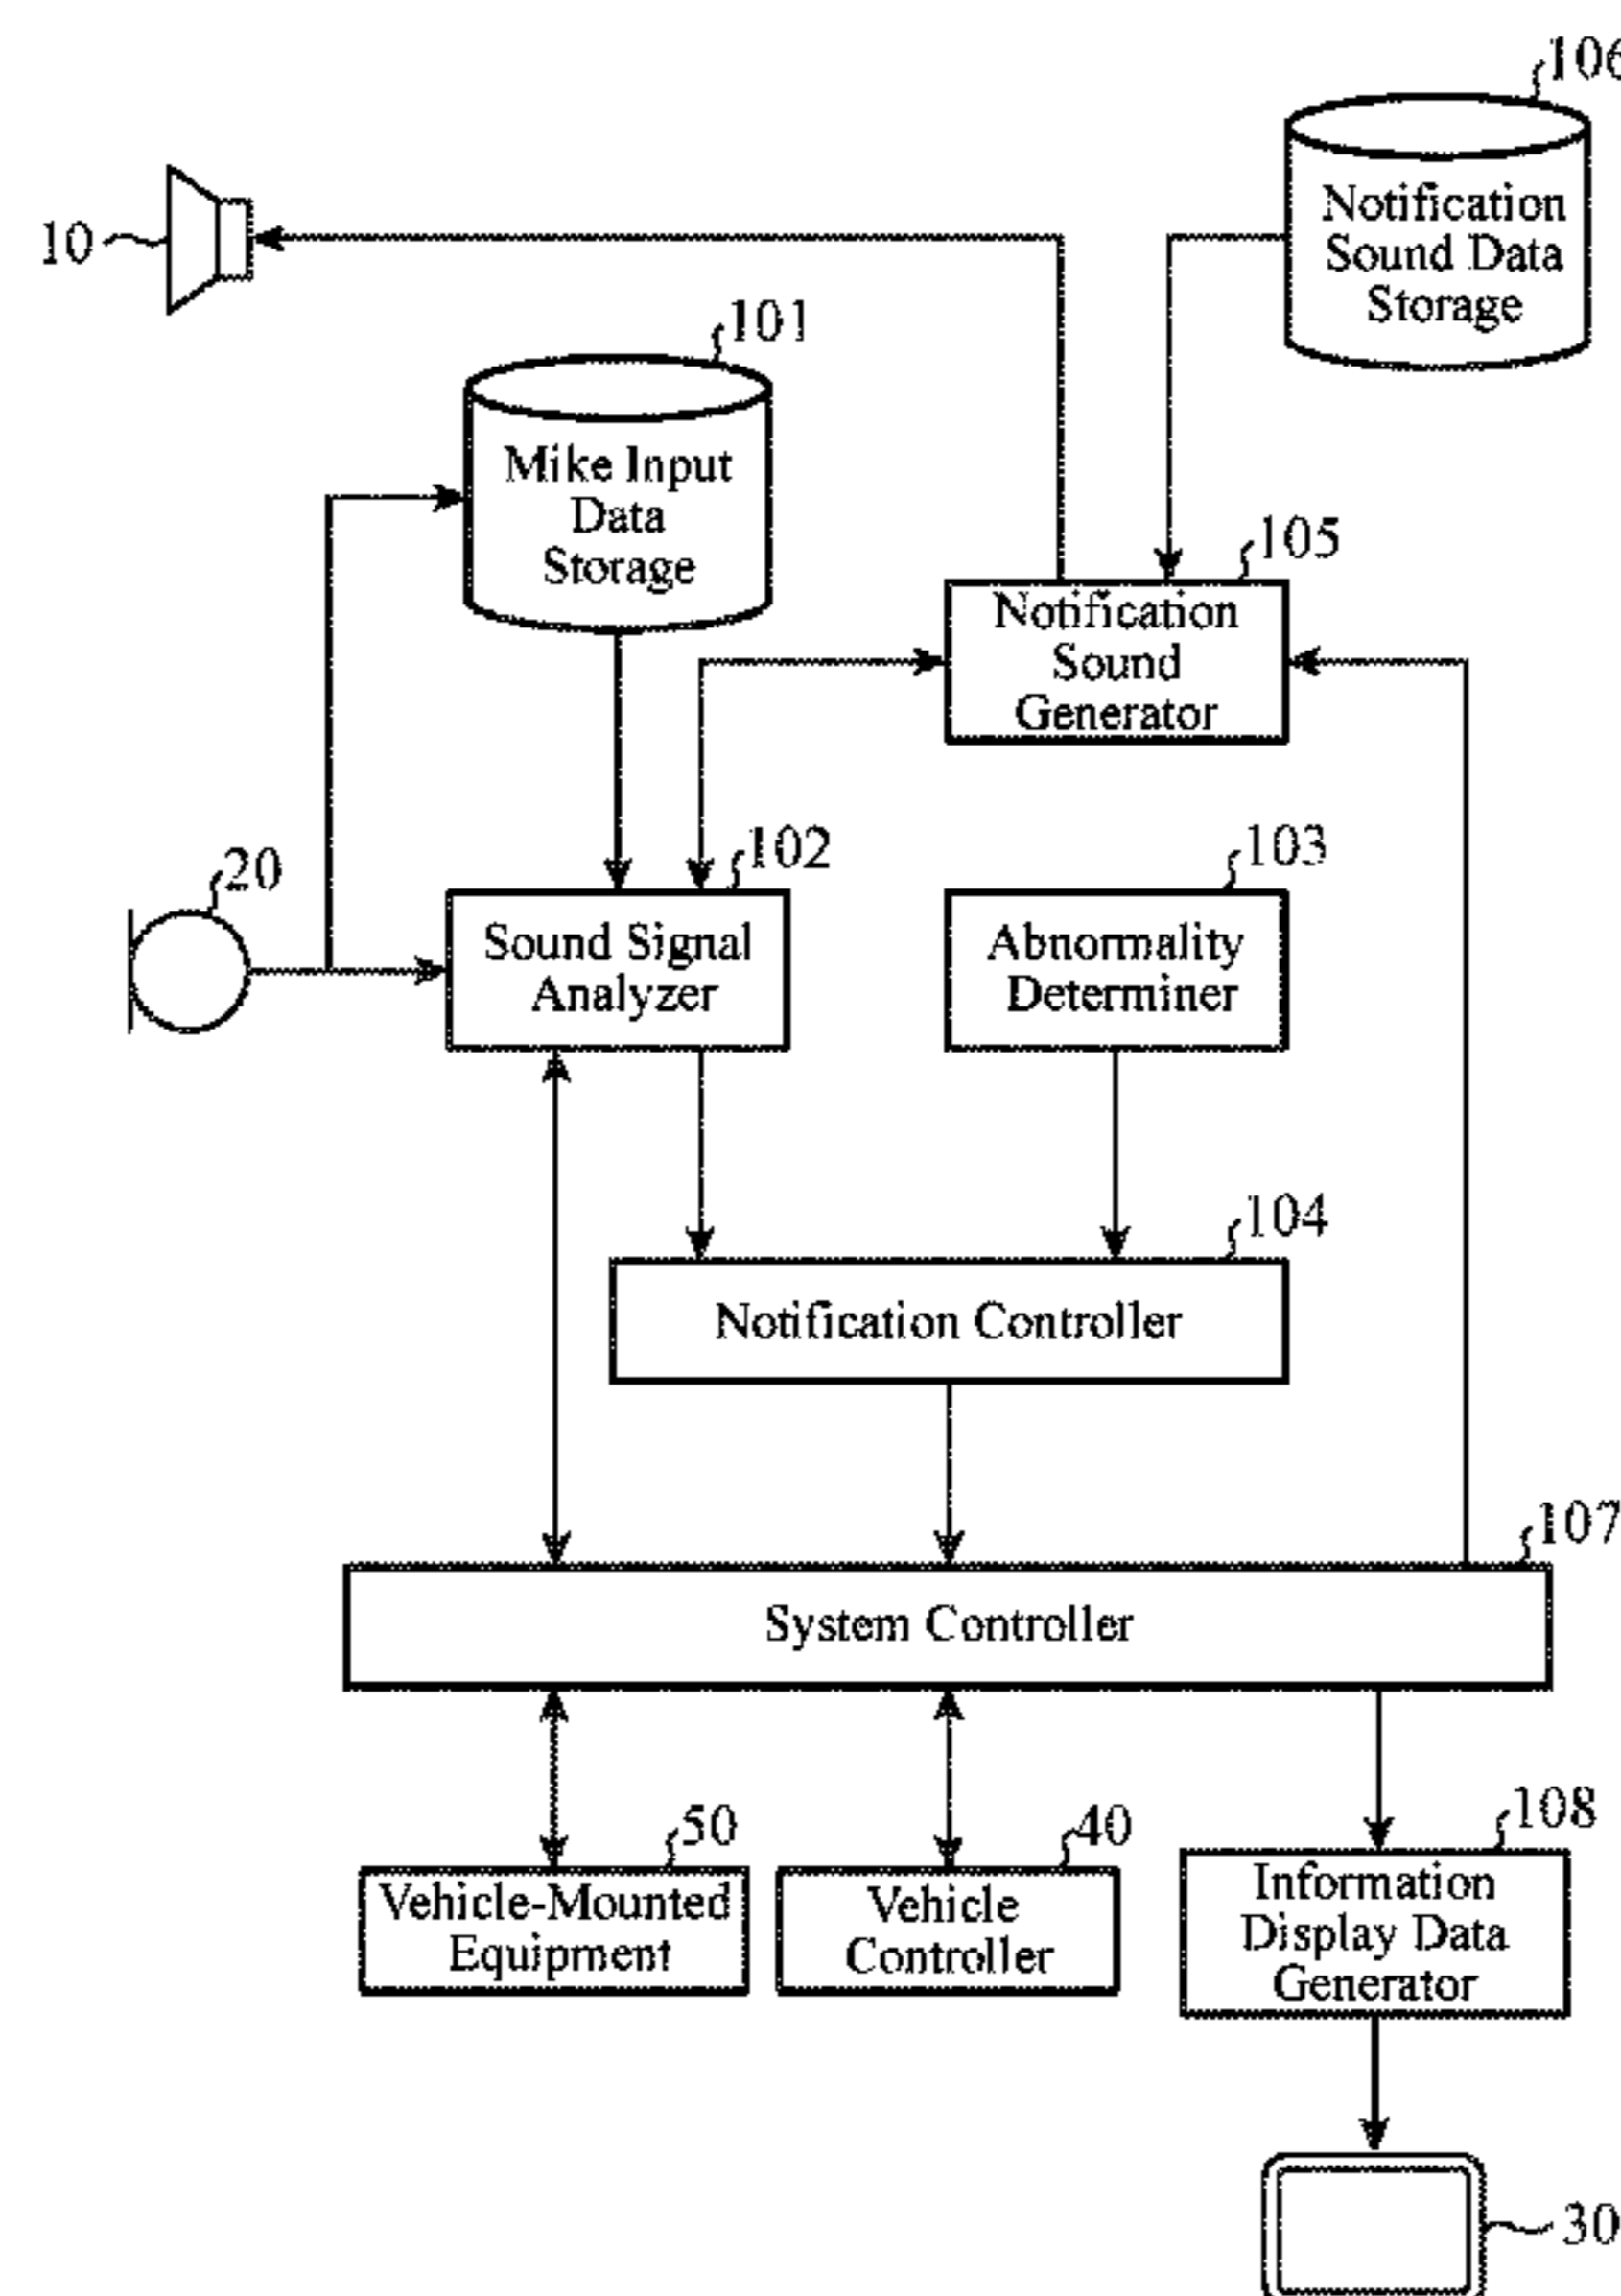 106
Notification
Sound Data
Storage
10
101
Mike Input
Data
Storage
105
Notification
Sound
Generator
20
102
Sound Signal
Analyzer
103
Abnormality
Determiner
104
Notification Controller
107
System Controller
50
Vehicle-Mounted
Equipment
40
Vehicle
Controller
108
Information
Display Data
Generator
30